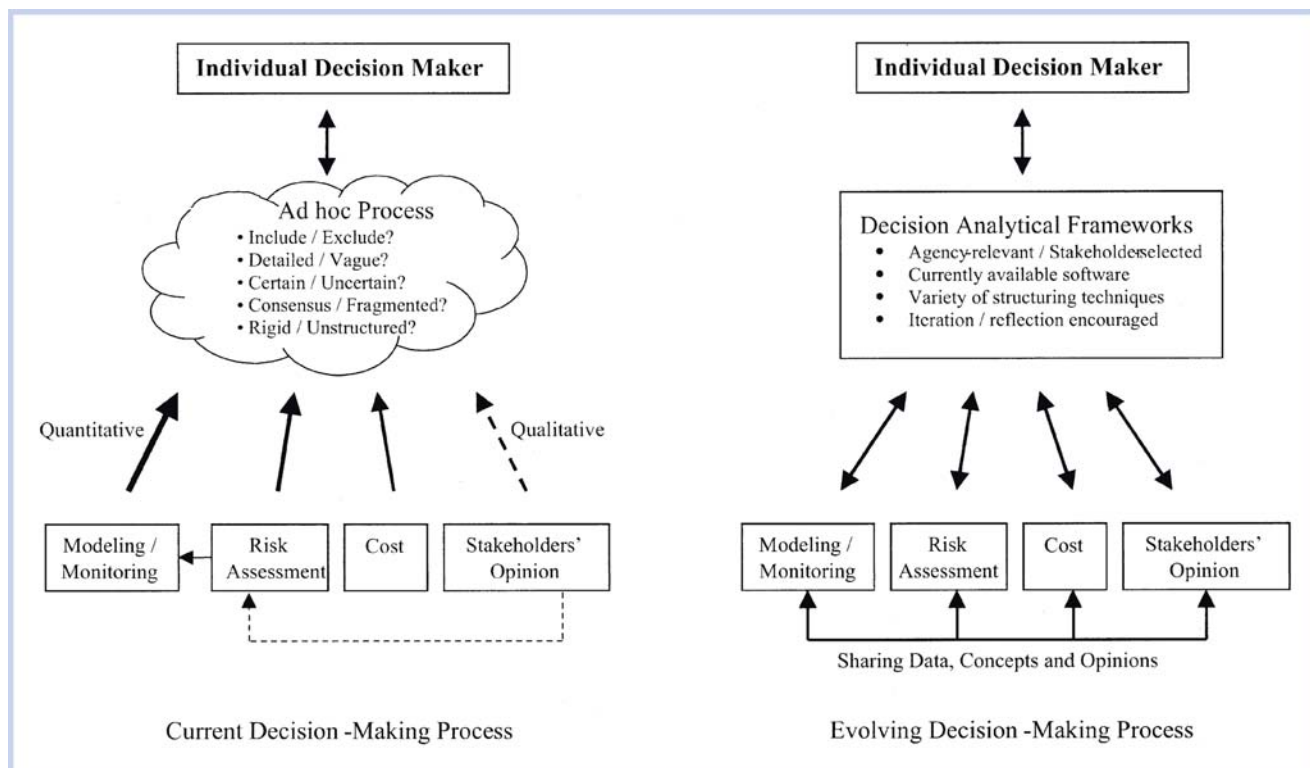 Individual Decision Maker
Ad hoc Process
• Include / Exclude?
• Detailed / Vague?
• Certain / Uncertain?
• Consensus / Fragmented?
• Rigid / Unstructured?
Quantitative
Qualitative
Modeling /
Monitoring
Risk
Assessment
Cost
Stakeholders’
Opinion
Current Decision -Making Process
Individual Decision Maker
Decision Analytical Frameworks
• Agency-relevant / Stakeholder-selected
• Currently available software
• Variety of structuring techniques
• Iteration / reflection encouraged
Modeling /
Monitoring
Risk
Assessment
Cost
Stakeholders’
Opinion
Sharing Data, Concepts and Opinions
Evolving Decision -Making Process